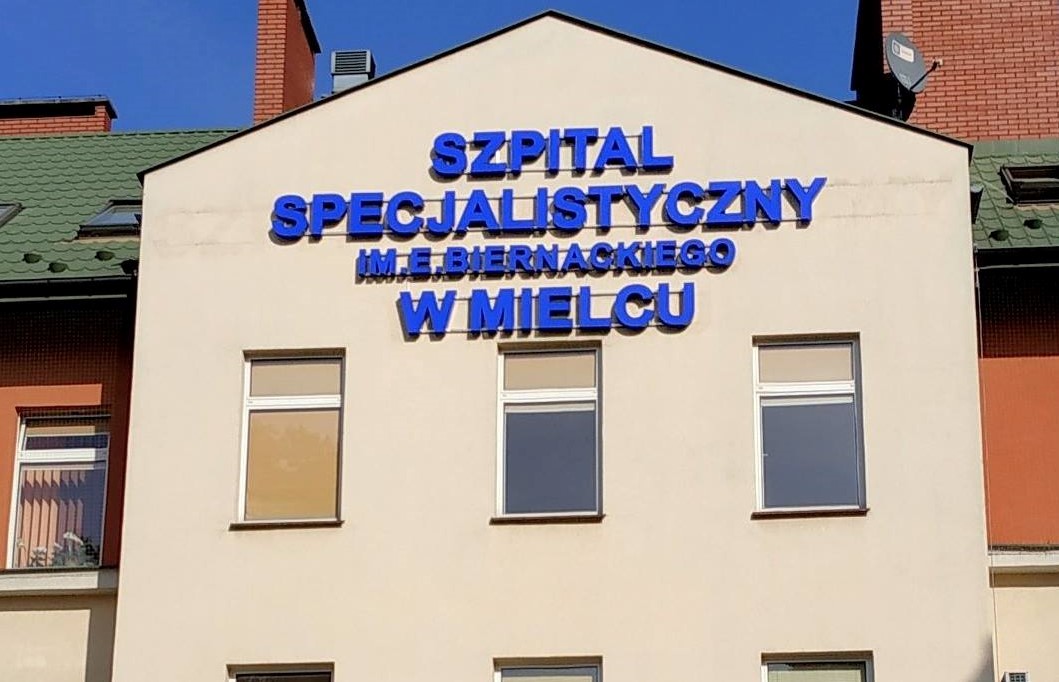 SZPITAL
SPECJALISTYCZNY
IM.E.BIERNACKIEGO
W MIELCU